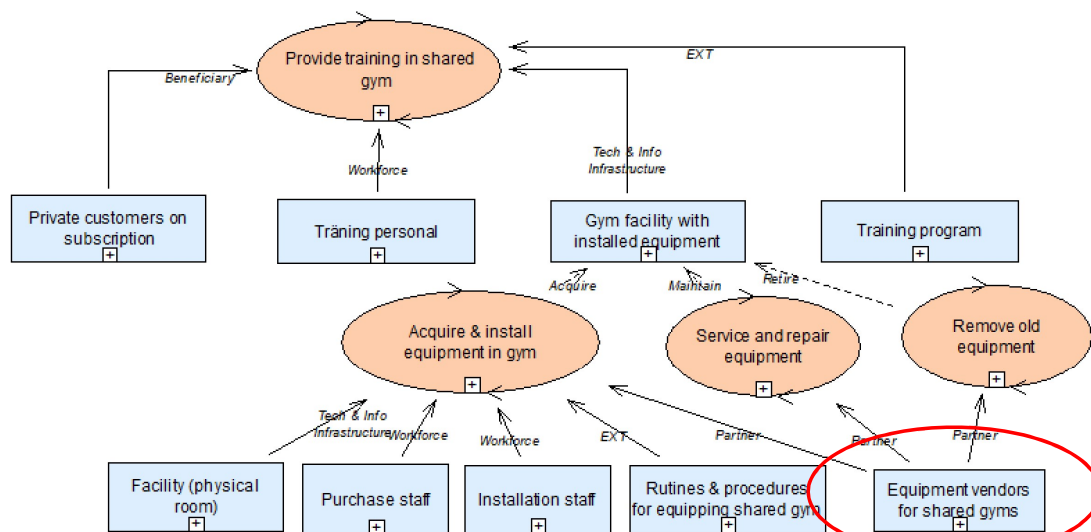 Provide training in shared
gym
EXT
Beneficiary
Workforce
Tech & Info
Infrastructure
Private customers on
subscription
Träning personal
Gym facility with
installed equipment
Training program
Acquire
Maintain
Retire
Acquire & install
equipment in gym
Service and repair
equipment
Remove old
equipment
Tech & Info
Infrastructure
Workforce
Workforce
EXT
Partner
Partner
Partner
Facility (physical
room)
Purchase staff
Installation staff
Rutines & procedures
for equipping shared gym
Equipment vendors
for shared gyms